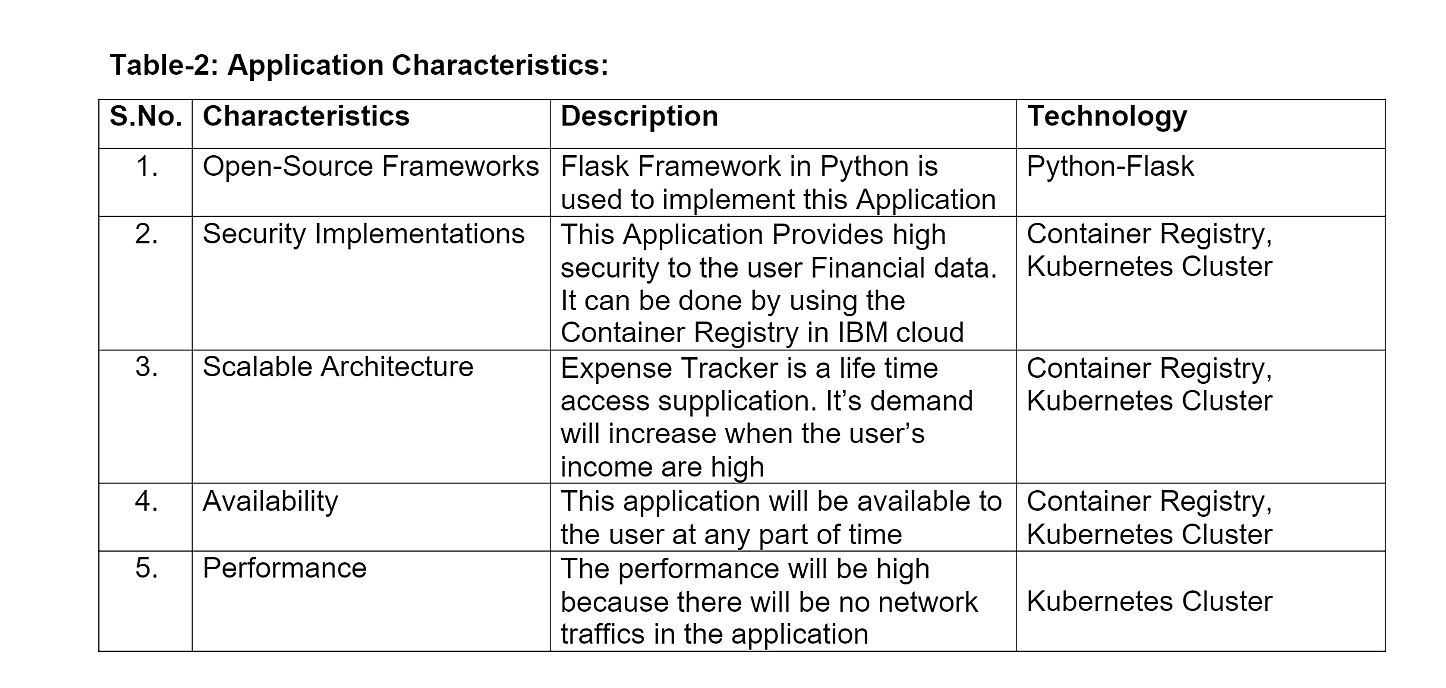 Table-2: Application Characteristics:
S.No. Characteristics Description Technology
1. Open-Source Frameworks Flask Framework in Python is Python-Flask
used to implement this Application
2. Security Implementations This Application Provides high Container Registry,
security to the user Financial data. Kubernetes Cluster
It can be done by using the
Container Registry in IBM cloud
3. Scalable Architecture Expense Tracker is a life time Container Registry,
access supplication. It’s demand Kubernetes Cluster
will increase when the user’s
income are high
4. Availability This application will be available to Container Registry,
the user at any part of time Kubernetes Cluster
5. Performance The performance will be high
because there will be no network Kubernetes Cluster
traffics in the application